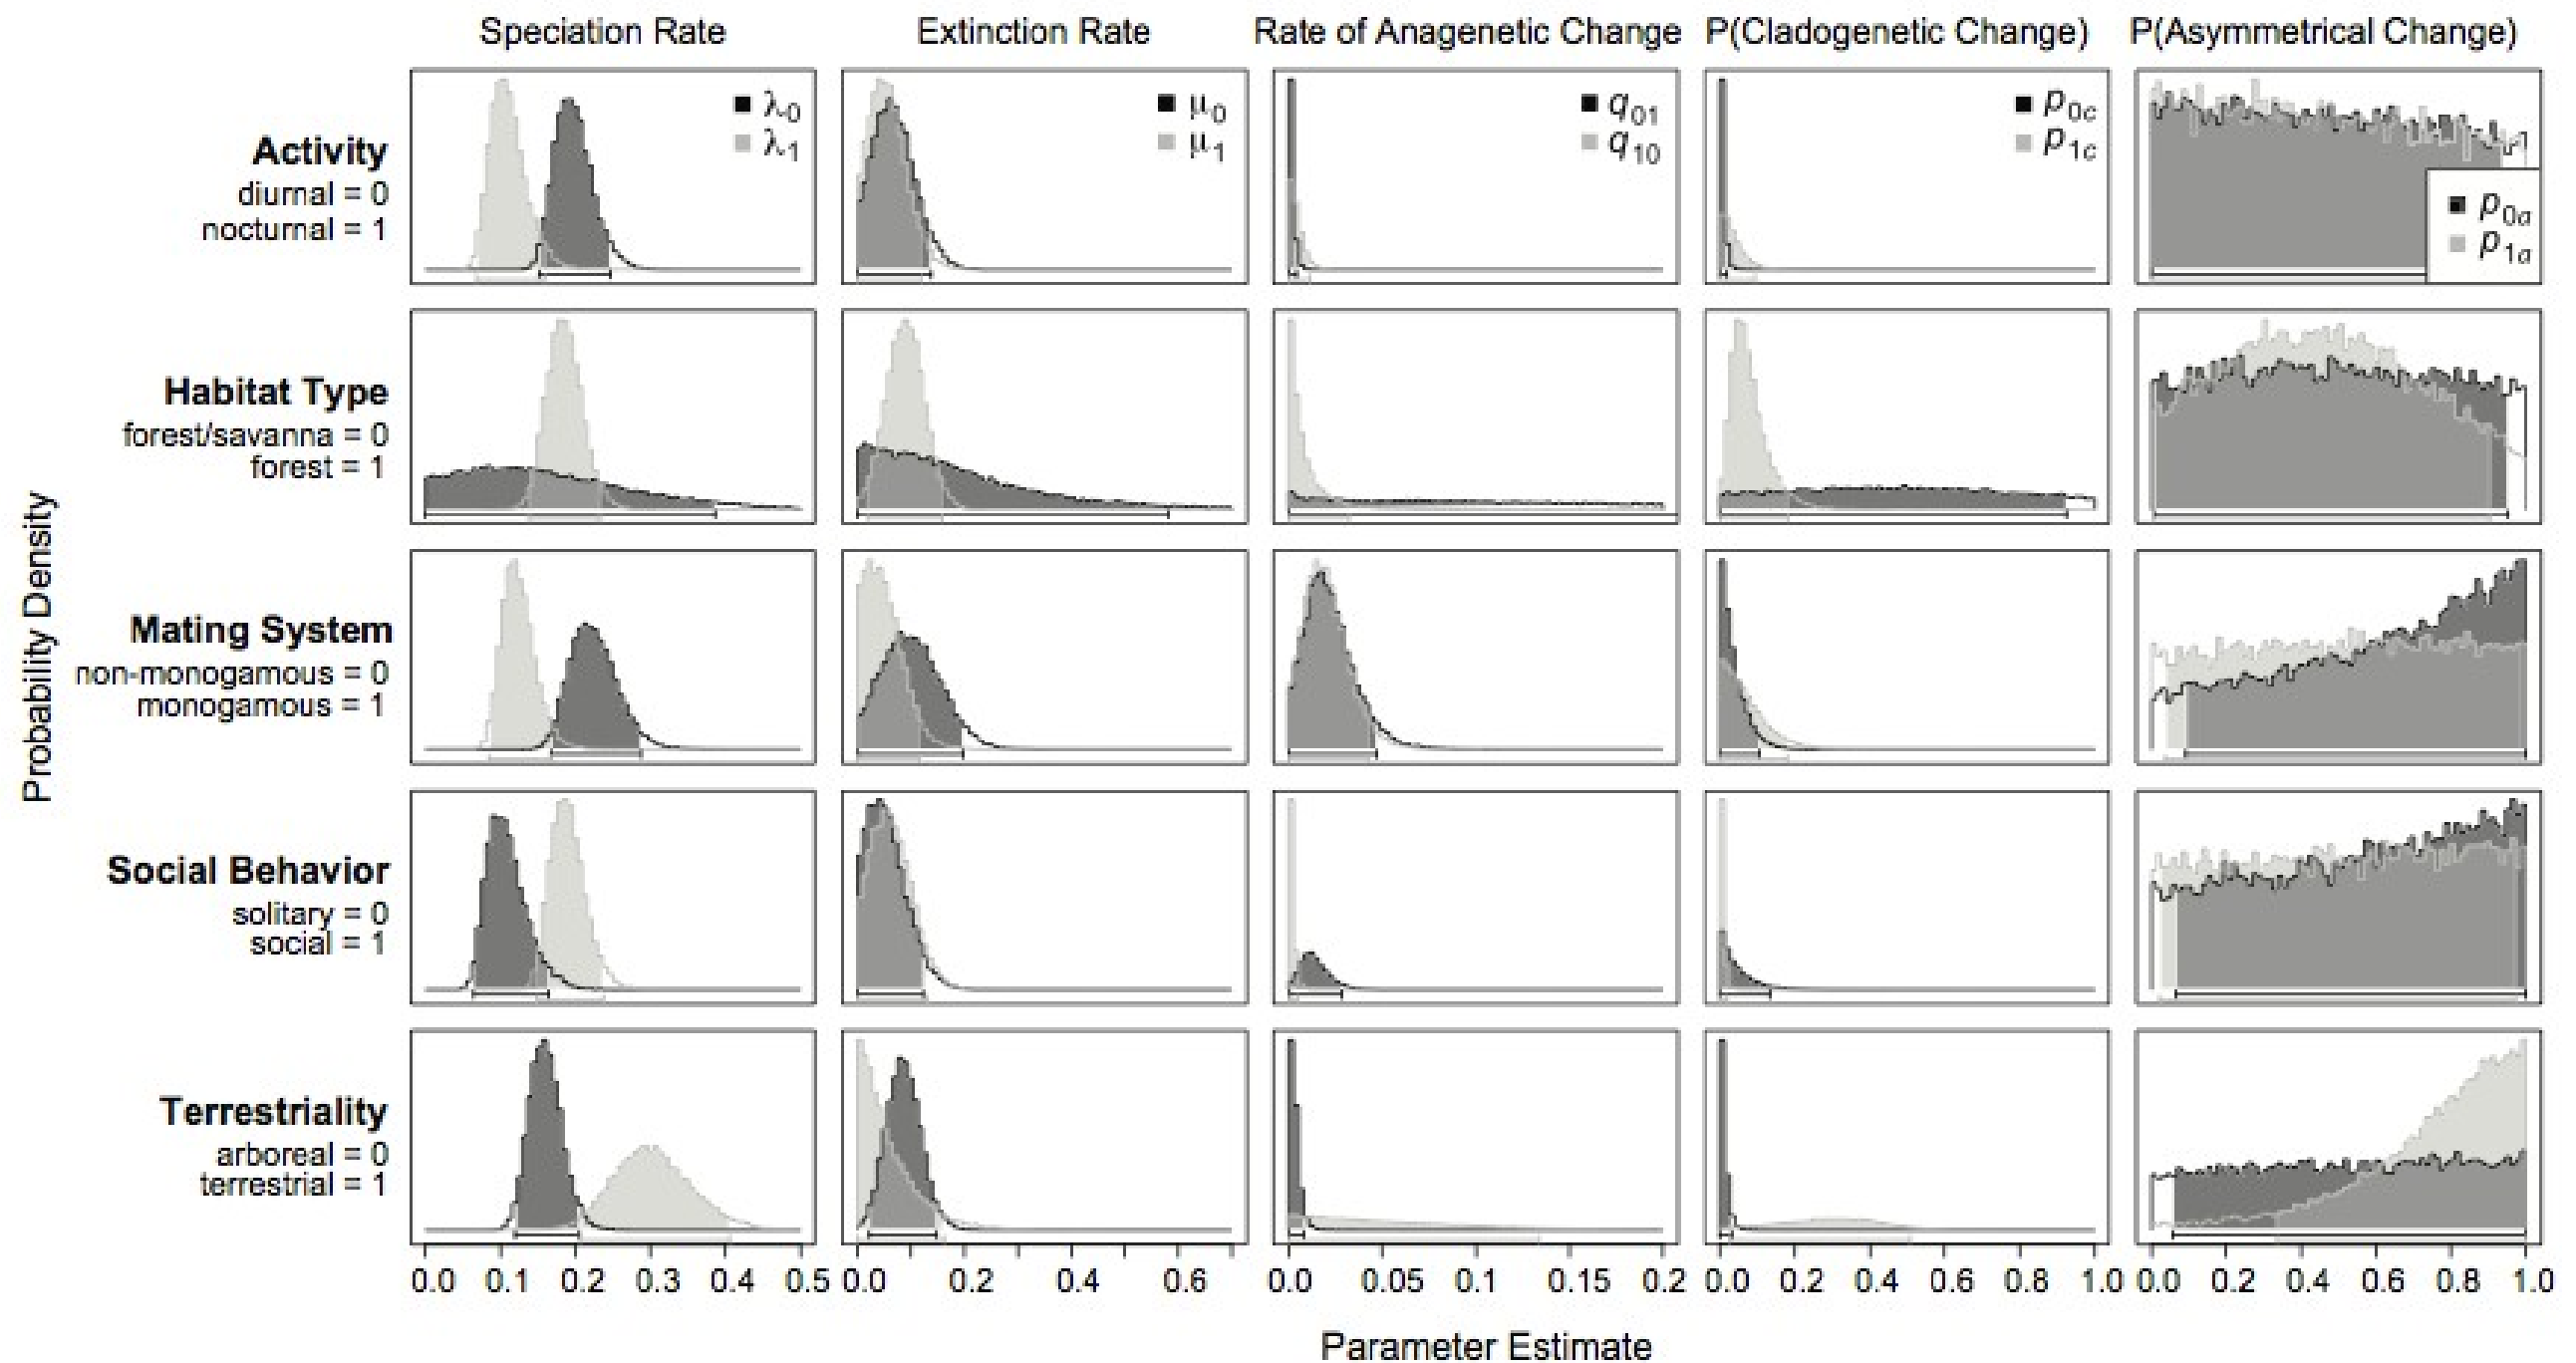 Speciation Rate Extinction Rate Rate of Anagenetic Change P(Cladogenetic Change) P(Asymmetrical Change)
λ0 μ0 q01 p0c
λ1 μ1 q10 p1c
p0a
p1a
Activity
diurnal = 0
nocturnal = 1
Habitat Type
forest/savanna = 0
forest = 1
Mating System
non-monogamous = 0
monogamous = 1
Social Behavior
solitary = 0
social = 1
Terrestriality
arboreal = 0
terrestrial = 1
Probability Density
0.0 0.1 0.2 0.3 0.4 0.5 0.0 0.2 0.4 0.6 0.0 0.05 0.1 0.15 0.2 0.0 0.2 0.4 0.6 0.8 1.0 0.0 0.2 0.4 0.6 0.8 1.0
Parameter Estimate